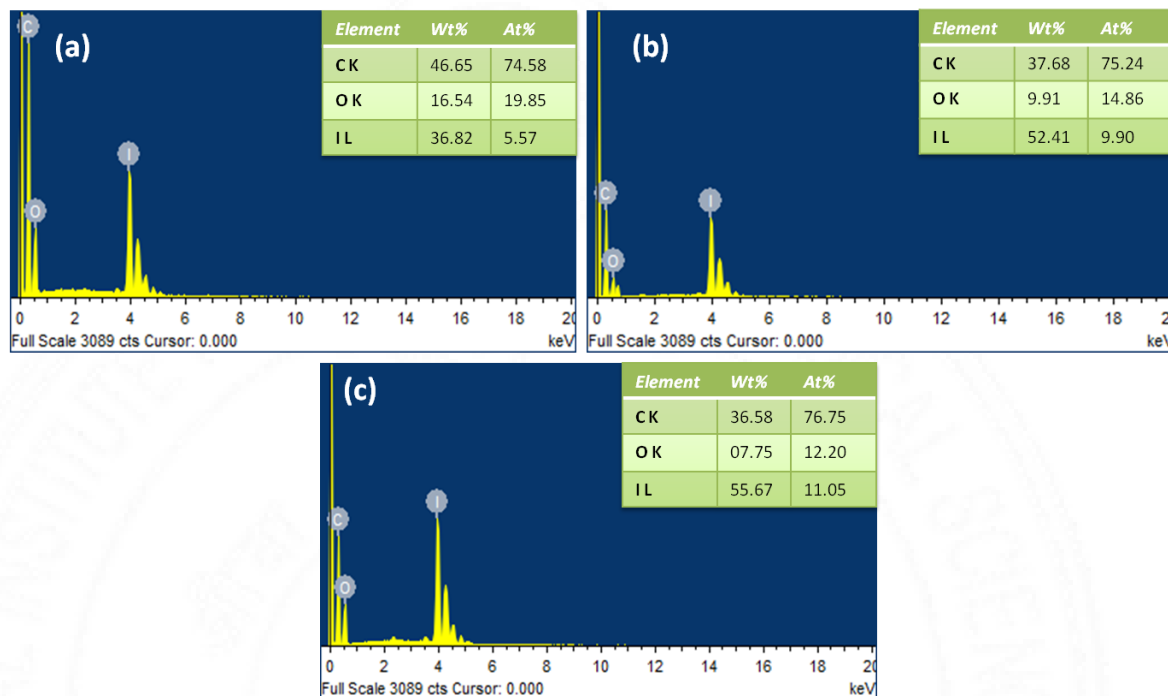 (a)
Element Wt% At%
C K 46.65 74.58
O K 16.54 19.85
I L 36.82 5.57
C
O
I
0 2 4 6 8 10 12 14 16 18 20
Full Scale 3089 cts Cursor: 0.000 keV
(b)
Element Wt% At%
C K 37.68 75.24
O K 9.91 14.86
I L 52.41 9.90
C
O
I
0 2 4 6 8 10 12 14 16 18 2
Full Scale 3089 cts Cursor: 0.000 keV
(c)
Element Wt% At%
C K 36.58 76.75
O K 07.75 12.20
I L 55.67 11.05
C
O
I
0 2 4 6 8 10 12 14 16 18 20
Full Scale 3089 cts Cursor: 0.000 keV
INSTITUTE